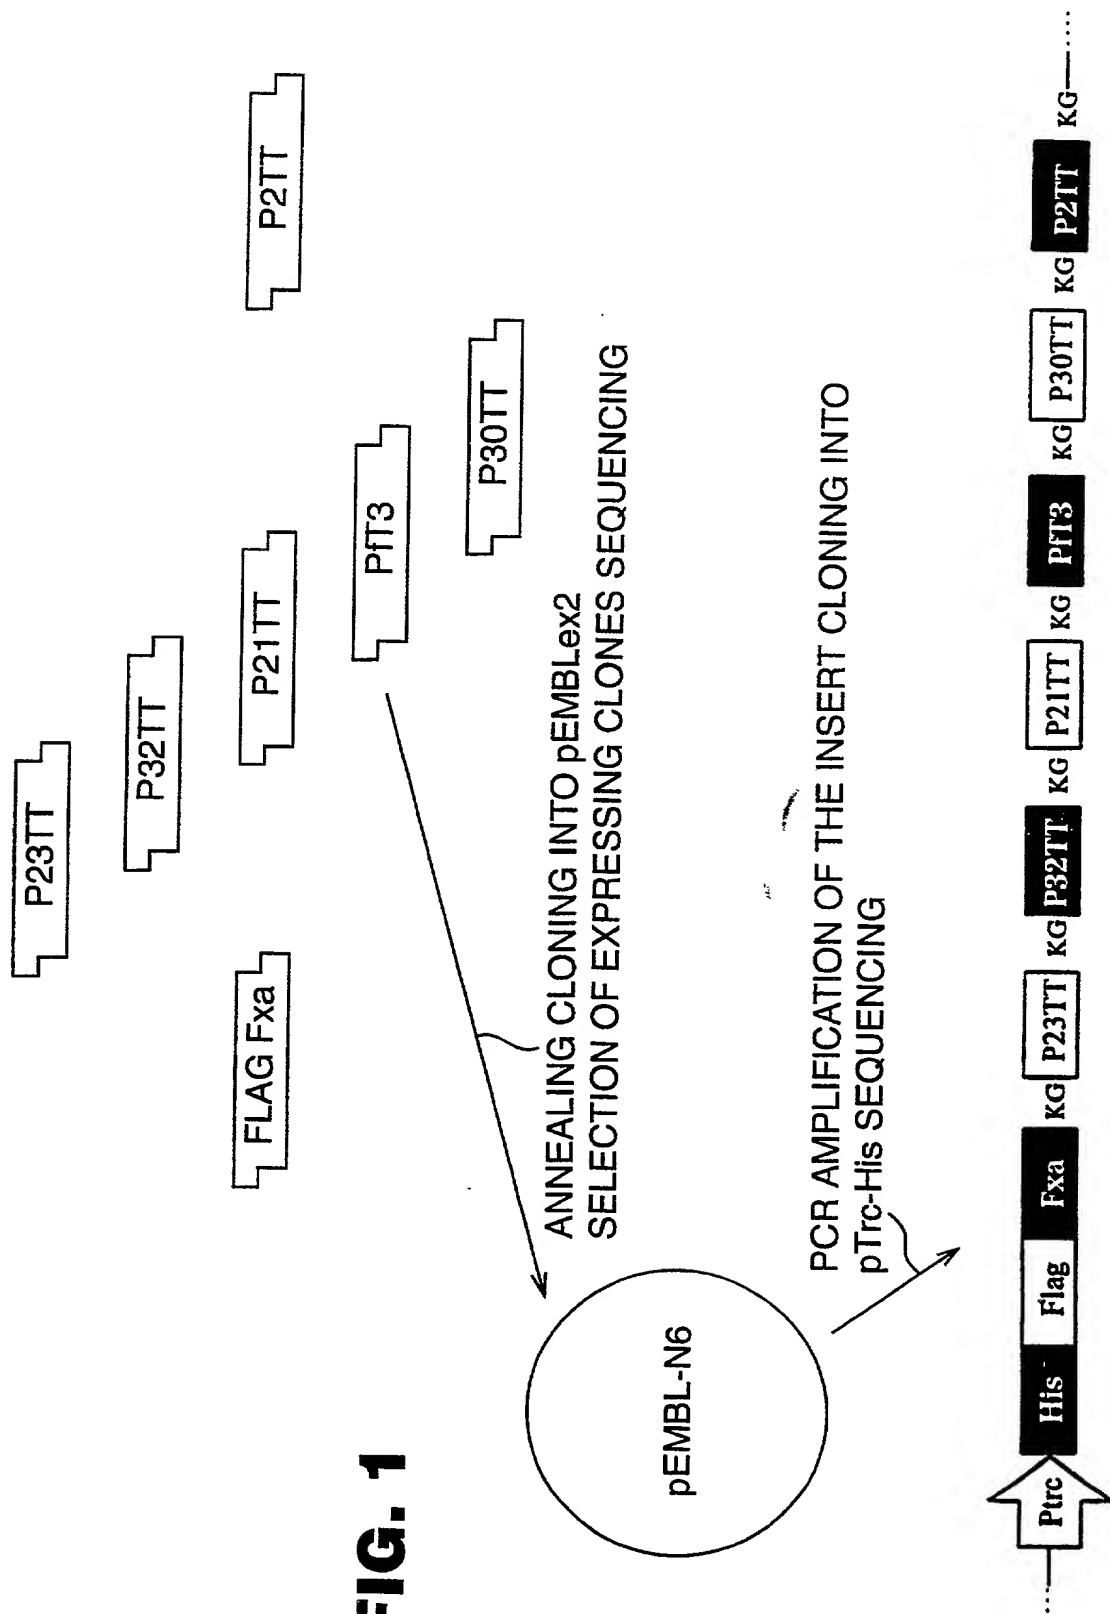 FIG. 1
P23TT
P32TT
FLAG Fxa
P21TT
P2TT
PfT3
P30TT
ANNEALING CLONING INTO pEMBLex2
SELECTION OF EXPRESSING CLONES SEQUENCING
pEMBL-N6
PCR AMPLIFICATION OF THE INSERT CLONING INTO
pTrc-His SEQUENCING
Ptrc His Flag Fxa KG P23TT KG P32TT KG P21TT KG PfT3 KG P30TT KG P2TT KG